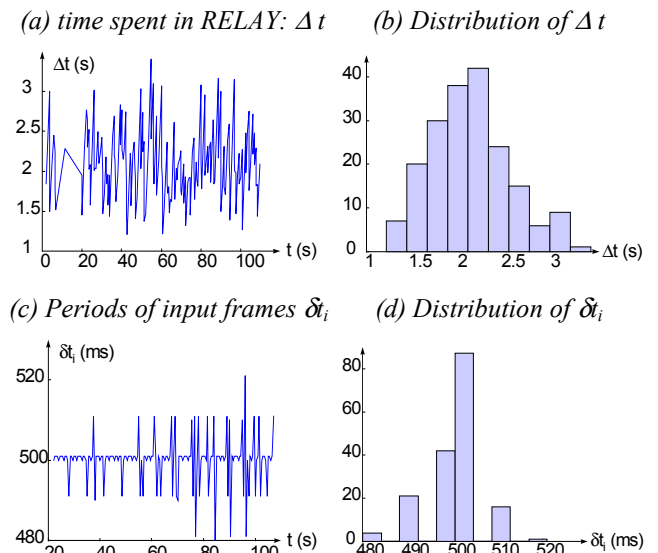 (a) time spent in RELAY: Δ t
(b) Distribution of Δ t
Δt (s)
3
2.5
2
1.5
1
0 20 40 60 80 100
t (s)
40
30
20
10
0
1 1.5 2 2.5 3
Δt (s)
(c) Periods of input frames δtᵢ
(d) Distribution of δtᵢ
δtᵢ (ms)
520
500
480
20 40 60 80 100
t (s)
80
60
40
20
0
480 490 500 510 520
δtᵢ (ms)